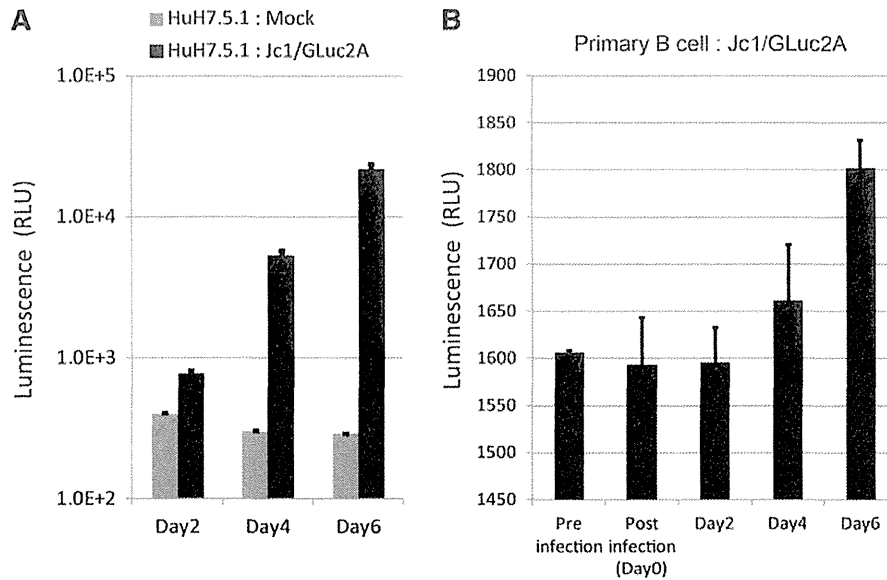 A
HuH7.5.1 : Mock
HuH7.5.1 : Jc1/GLuc2A
1.0E+5
1.0E+4
1.0E+3
1.0E+2
Luminescence (RLU)
Day2
Day4
Day6
B
Primary B cell : Jc1/GLuc2A
1900
1850
1800
1750
1700
1650
1600
1550
1500
1450
Luminescence (RLU)
Pre infection
Post infection (Day0)
Day2
Day4
Day6